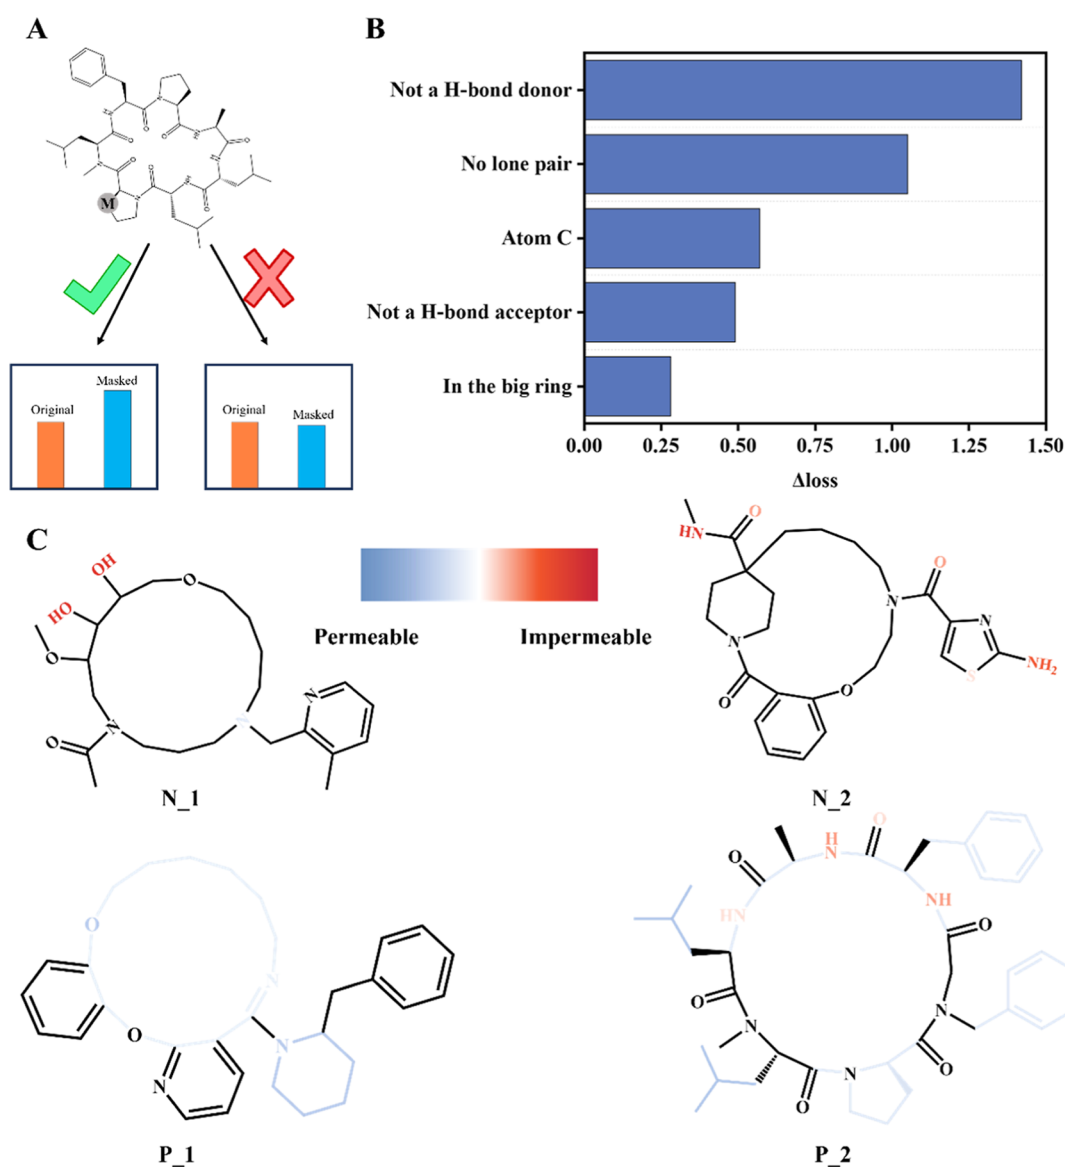 A
B
M
Original
Masked
Original
Masked
Not a H-bond donor
No lone pair
Atom C
Not a H-bond acceptor
In the big ring
0.00 0.25 0.50 0.75 1.00 1.25 1.50
Δloss
C
Permeable
Impermeable
OH
HO
O
O
N
O
N
N
N_1
HN
O
N
O
N
S
NH2
N
O
O
N_2
O
O
N
N
N
P_1
O
H
N
O
HN
NH
O
O
N
N
O
N
O
P_2